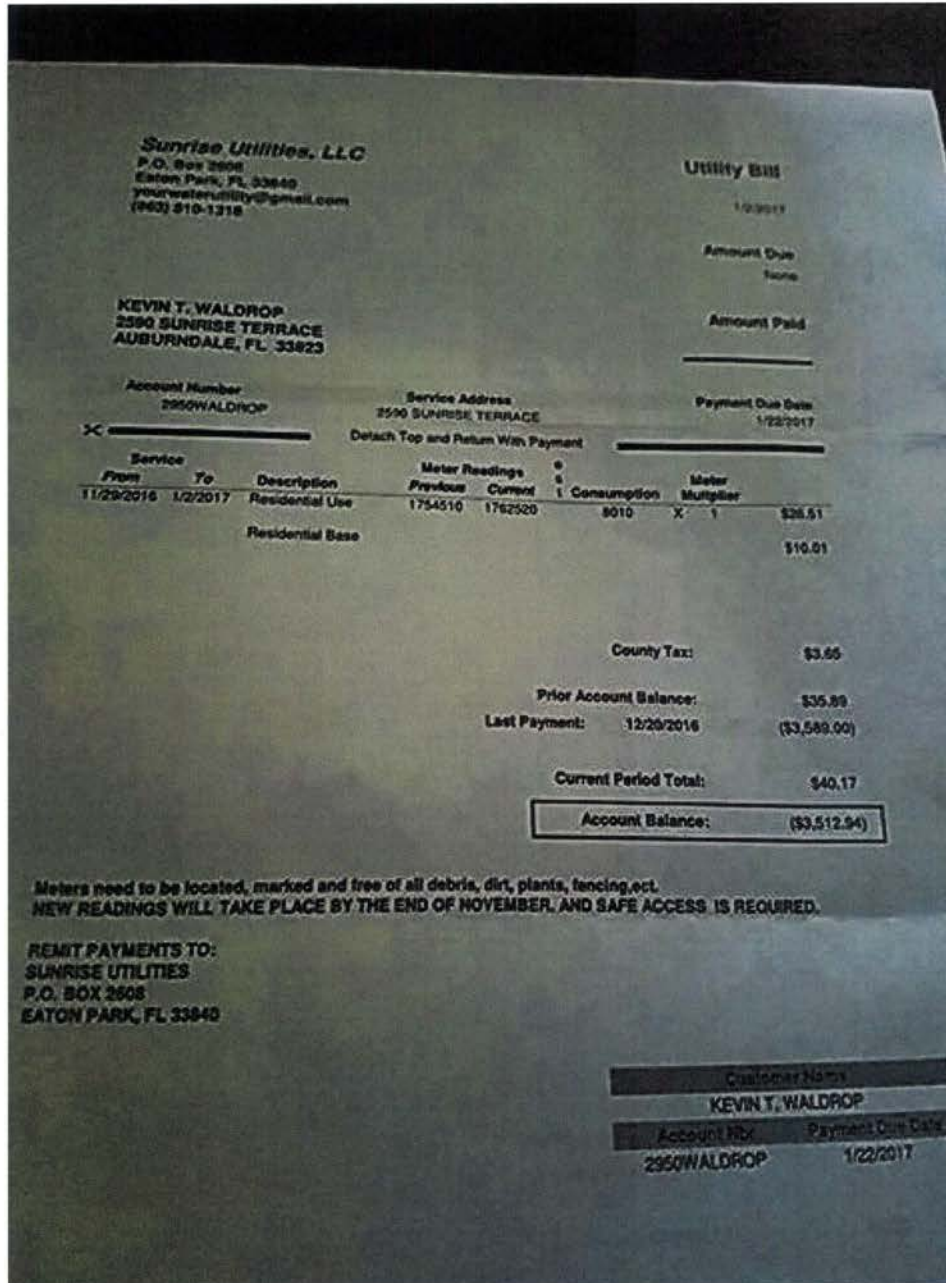 Sunrise Utilities, LLC
P.O. Box 2608
Eaton Park, FL 33840
yourwaterutility@gmail.com
(863) 810-1318
Utility Bill
1/2/2017
Amount Due
None
KEVIN T. WALDROP
2590 SUNRISE TERRACE
AUBURNDALE, FL 33823
Amount Paid
Account Number
2950WALDROP
Service Address
2590 SUNRISE TERRACE
Payment Due Date
1/22/2017
Detach Top and Return With Payment
Service
From To Description
Meter Readings
Previous Current
e s t
Consumption
Meter
Multiplier
11/29/2016 1/2/2017 Residential Use 1754510 1762520 8010 X 1 $26.51
Residential Base $10.01
County Tax: $3.65
Prior Account Balance: $35.89
Last Payment: 12/20/2016 ($3,589.00)
Current Period Total: $40.17
Account Balance: ($3,512.94)
Meters need to be located, marked and free of all debris, dirt, plants, fencing,ect.
NEW READINGS WILL TAKE PLACE BY THE END OF NOVEMBER, AND SAFE ACCESS IS REQUIRED.
REMIT PAYMENTS TO:
SUNRISE UTILITIES
P.O. BOX 2608
EATON PARK, FL 33840
Customer Name
KEVIN T. WALDROP
Account Nbr Payment Due Date
2950WALDROP 1/22/2017